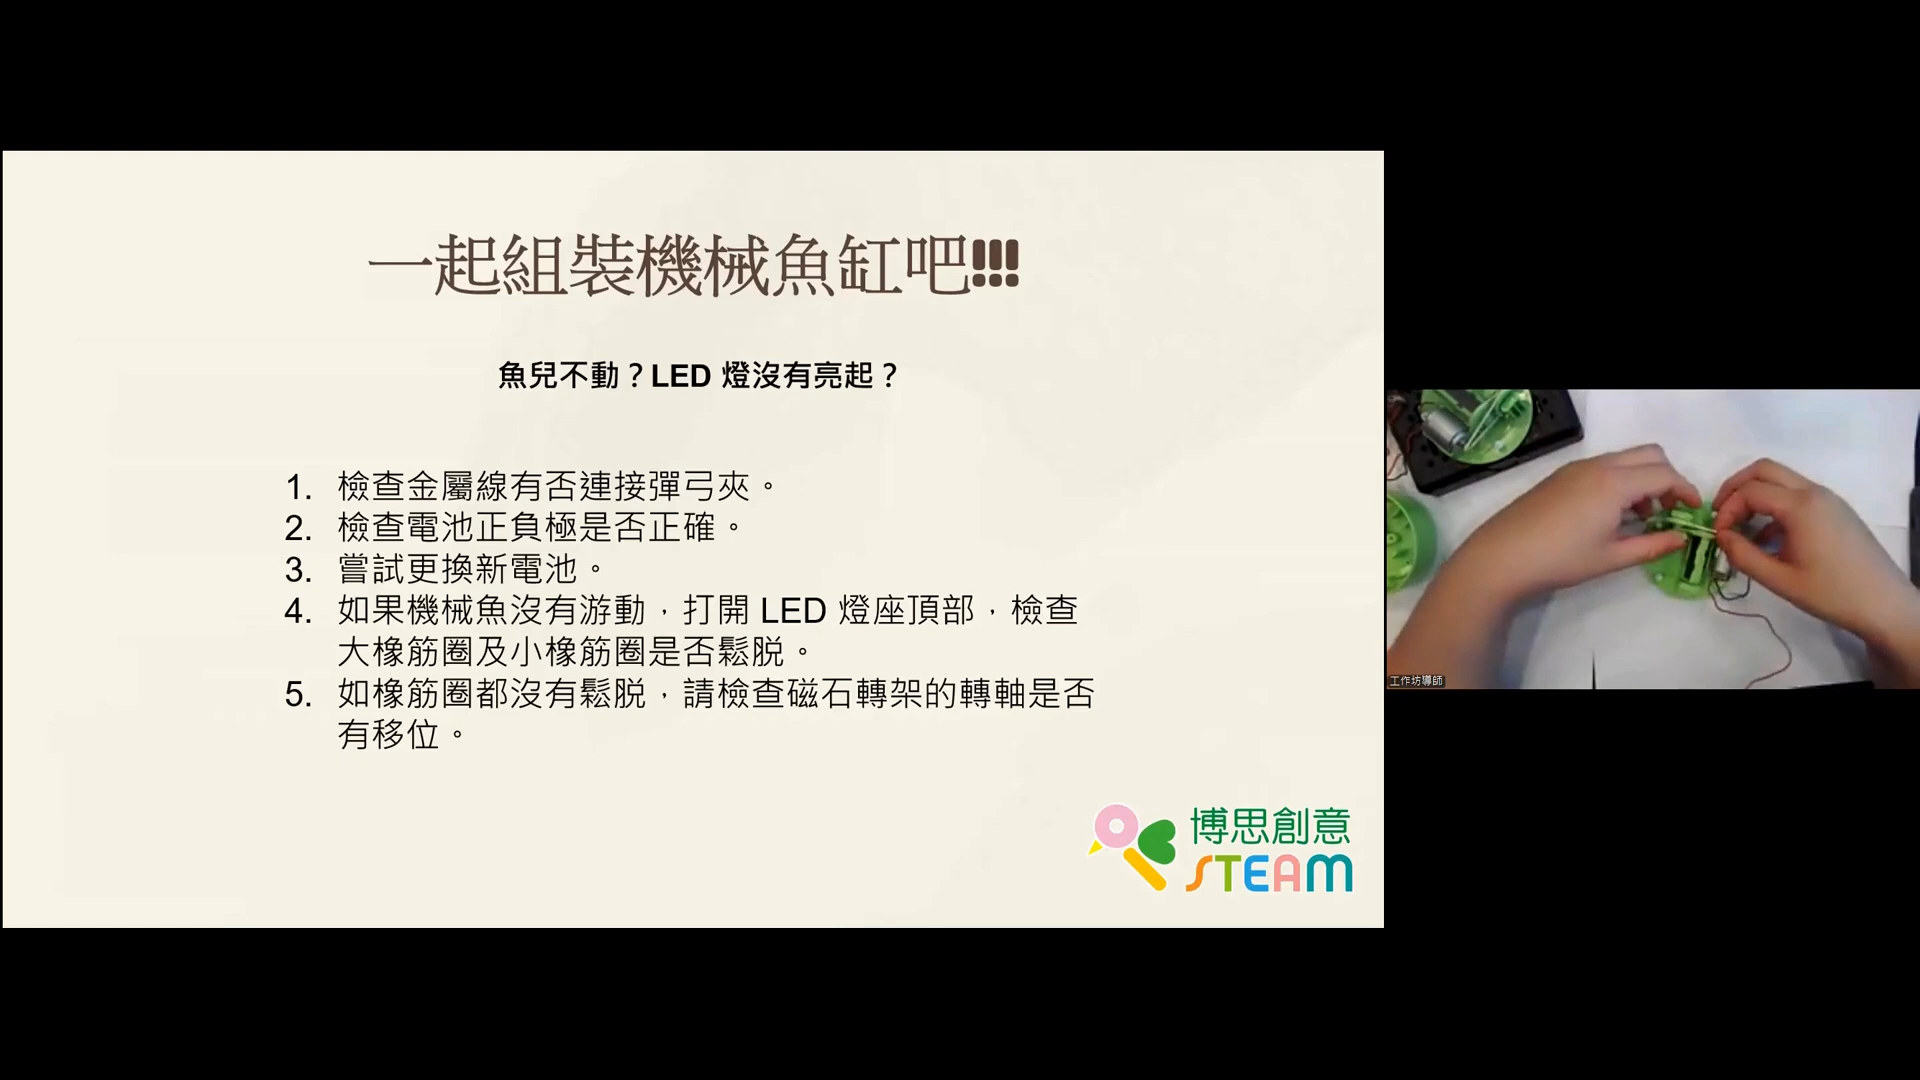 一起組裝機械魚缸吧!!!
魚兒不動？LED 燈沒有亮起？
1. 檢查金屬線有否連接彈弓夾。
2. 檢查電池正負極是否正確。
3. 嘗試更換新電池。
4. 如果機械魚沒有游動，打開 LED 燈座頂部，檢查
大橡筋圈及小橡筋圈是否鬆脫。
5. 如橡筋圈都沒有鬆脫，請檢查磁石轉架的轉軸是否
有移位。
博思創意
STEAM
工作坊導師